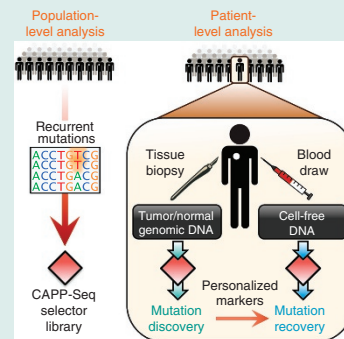 Population-
level analysis
Recurrent
mutations
ACCTGTCG
ACCTGTCG
ACCTGACG
ACCTGACG
CAPP-Seq
selector
library
Patient-
level analysis
Tissue
biopsy
Blood
draw
Tumor/normal
genomic DNA
Cell-free
DNA
Personalized
markers
Mutation
discovery
Mutation
recovery